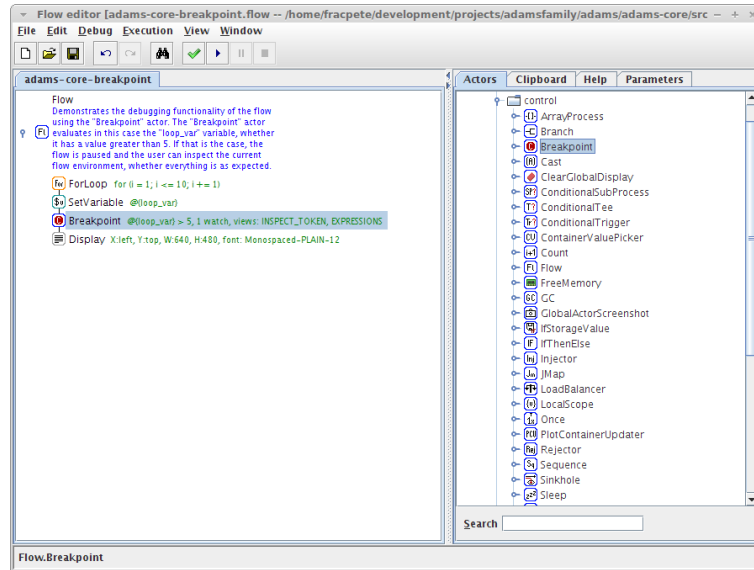 Flow editor [adams-core-breakpoint.flow -- /home/fracpete/development/projects/adamsfamily/adams/adams-core/src
File Edit Debug Execution View Window
adams-core-breakpoint
Flow
Demonstrates the debugging functionality of the flow
using the "Breakpoint" actor. The "Breakpoint" actor
evaluates in this case the "loop_var" variable, whether
it has a value greater than 5. If that is the case, the
flow is paused and the user can inspect the current
flow environment, whether everything is as expected.
ForLoop for (i = 1; i <= 10; i += 1)
SetVariable @(loop_var)
Breakpoint @(loop_var) > 5, 1 watch, views: INSPECT_TOKEN, EXPRESSIONS
Display X:left, Y:top, W:640, H:480, font: Monospaced-PLAIN-12
Actors Clipboard Help Parameters
control
ArrayProcess
Branch
Breakpoint
Cast
ClearGlobalDisplay
ConditionalSubProcess
ConditionalTee
ConditionalTrigger
ContainerValuePicker
Count
Flow
FreeMemory
GC
GlobalActorScreenshot
IfStorageValue
IfThenElse
Injector
JMap
LoadBalancer
LocalScope
Once
PlotContainerUpdater
Rejector
Sequence
Sinkhole
Sleep
Search
Flow.Breakpoint